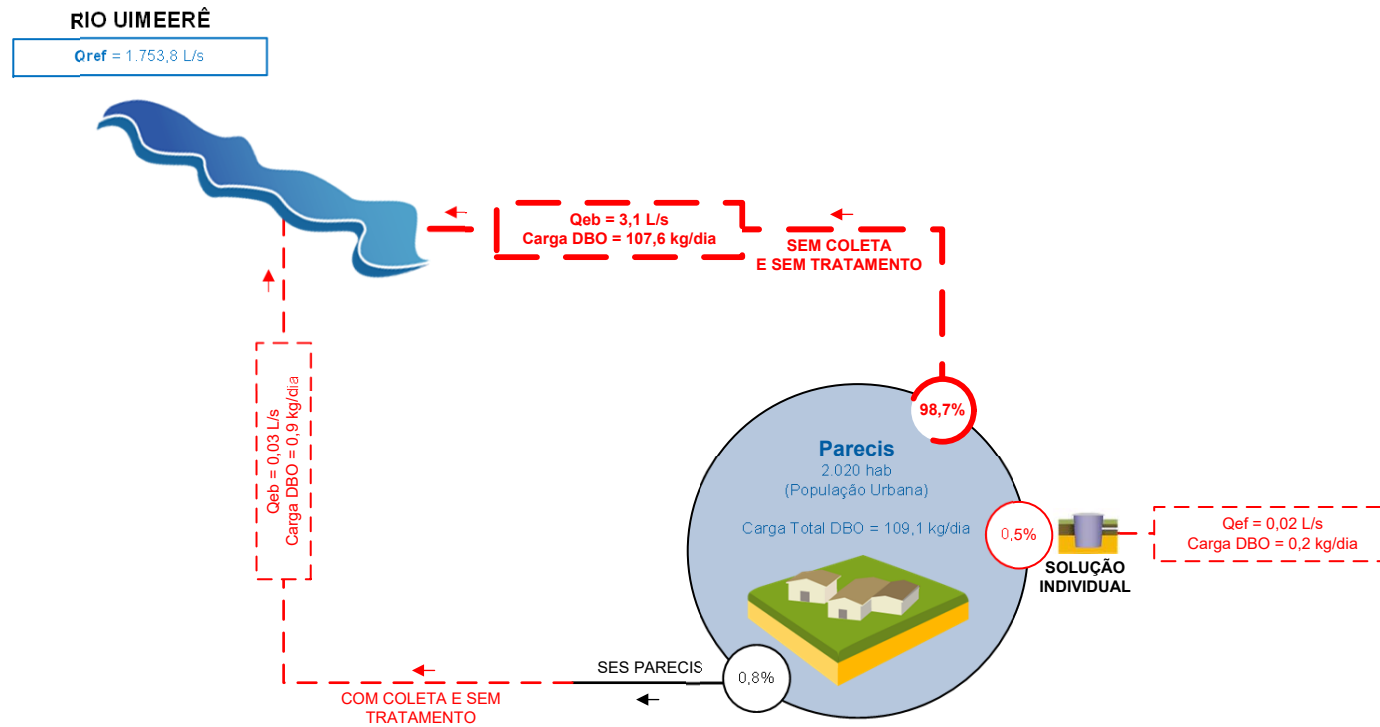 RIO UIMEERÊ
Qref = 1.753,8 L/s
Qeb = 3,1 L/s
Carga DBO = 107,6 kg/dia
SEM COLETA
E SEM TRATAMENTO
98,7%
Parecis
2.020 hab
(População Urbana)
Carga Total DBO = 109,1 kg/dia
0,5%
SOLUÇÃO
INDIVIDUAL
Qef = 0,02 L/s
Carga DBO = 0,2 kg/dia
Qeb = 0,03 L/s
Carga DBO = 0,9 kg/dia
SES PARECIS
0,8%
COM COLETA E SEM
TRATAMENTO